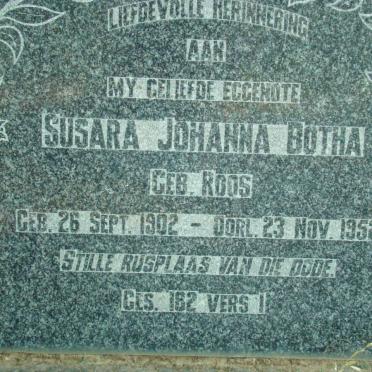 LIEFDEVOLLE HERINNERING
AAN
MY GELIEFDE EGGENOTE
SUSARA JOHANNA BOTHA
GEB. ROOS
GEB. 26 SEPT. 1902 - OORL. 23 NOV.
STILLE RUSPLAAS VAN DIE DODE
GES. 182 VERS 1